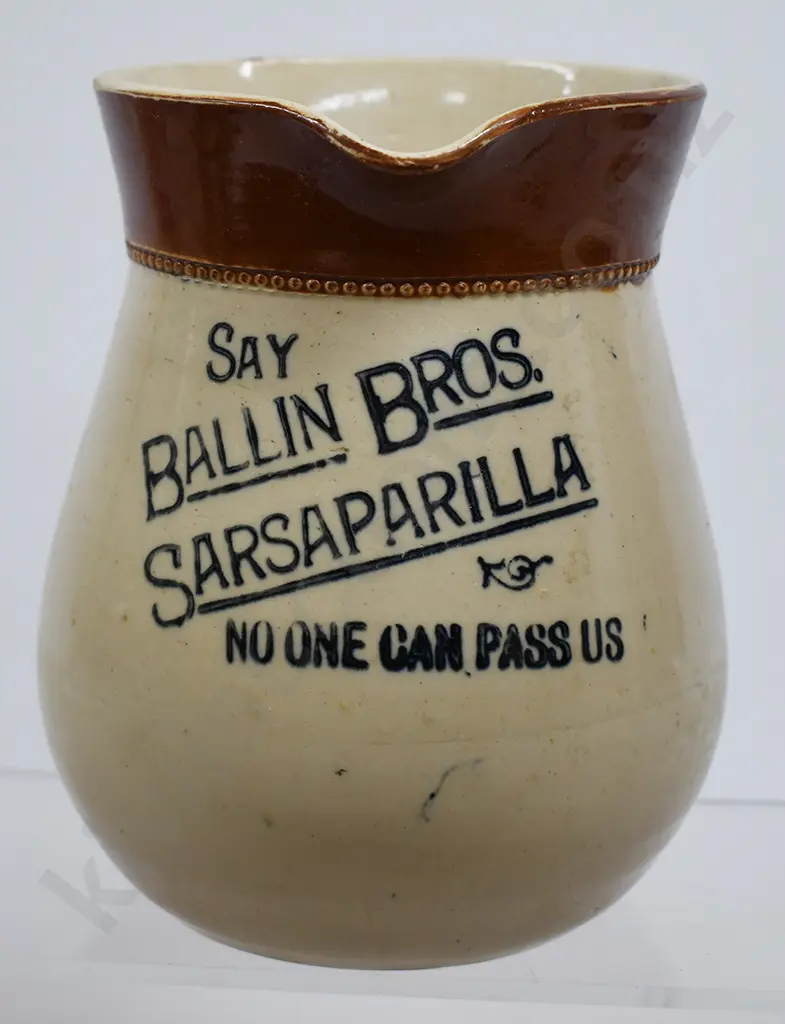 SAY
BALLIN BROS.
SARSAPARILLA
NO ONE CAN PASS US